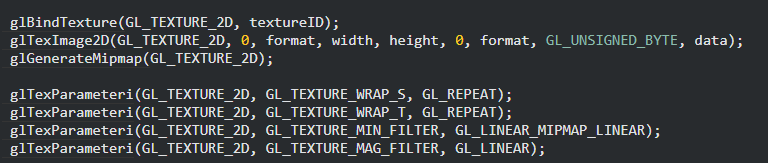 glBindTexture(GL_TEXTURE_2D, textureID);
glTexImage2D(GL_TEXTURE_2D, 0, format, width, height, 0, format, GL_UNSIGNED_BYTE, data);
glGenerateMipmap(GL_TEXTURE_2D);
glTexParameteri(GL_TEXTURE_2D, GL_TEXTURE_WRAP_S, GL_REPEAT);
glTexParameteri(GL_TEXTURE_2D, GL_TEXTURE_WRAP_T, GL_REPEAT);
glTexParameteri(GL_TEXTURE_2D, GL_TEXTURE_MIN_FILTER, GL_LINEAR_MIPMAP_LINEAR);
glTexParameteri(GL_TEXTURE_2D, GL_TEXTURE_MAG_FILTER, GL_LINEAR);